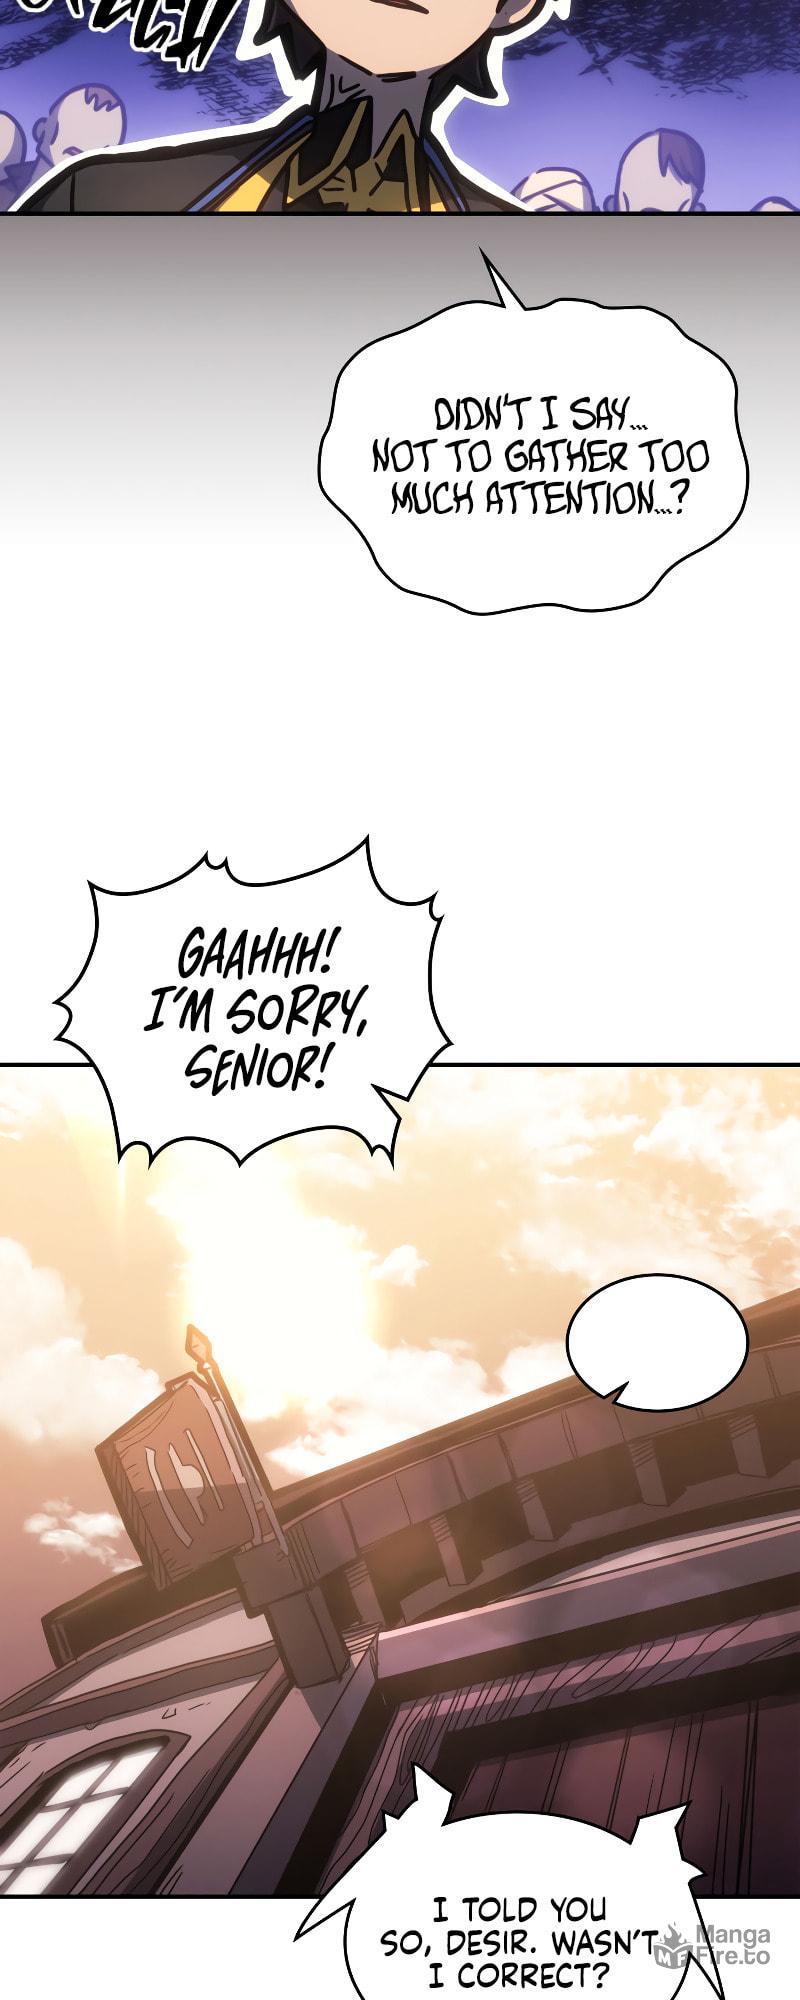 DIDN'T I SAY...
NOT TO GATHER TOO
MUCH ATTENTION...?
GAAHHH!
I'M SORRY,
SENIOR!
I TOLD YOU
SO, DESIR. WASN'T
I CORRECT?
Manga
Fire.to